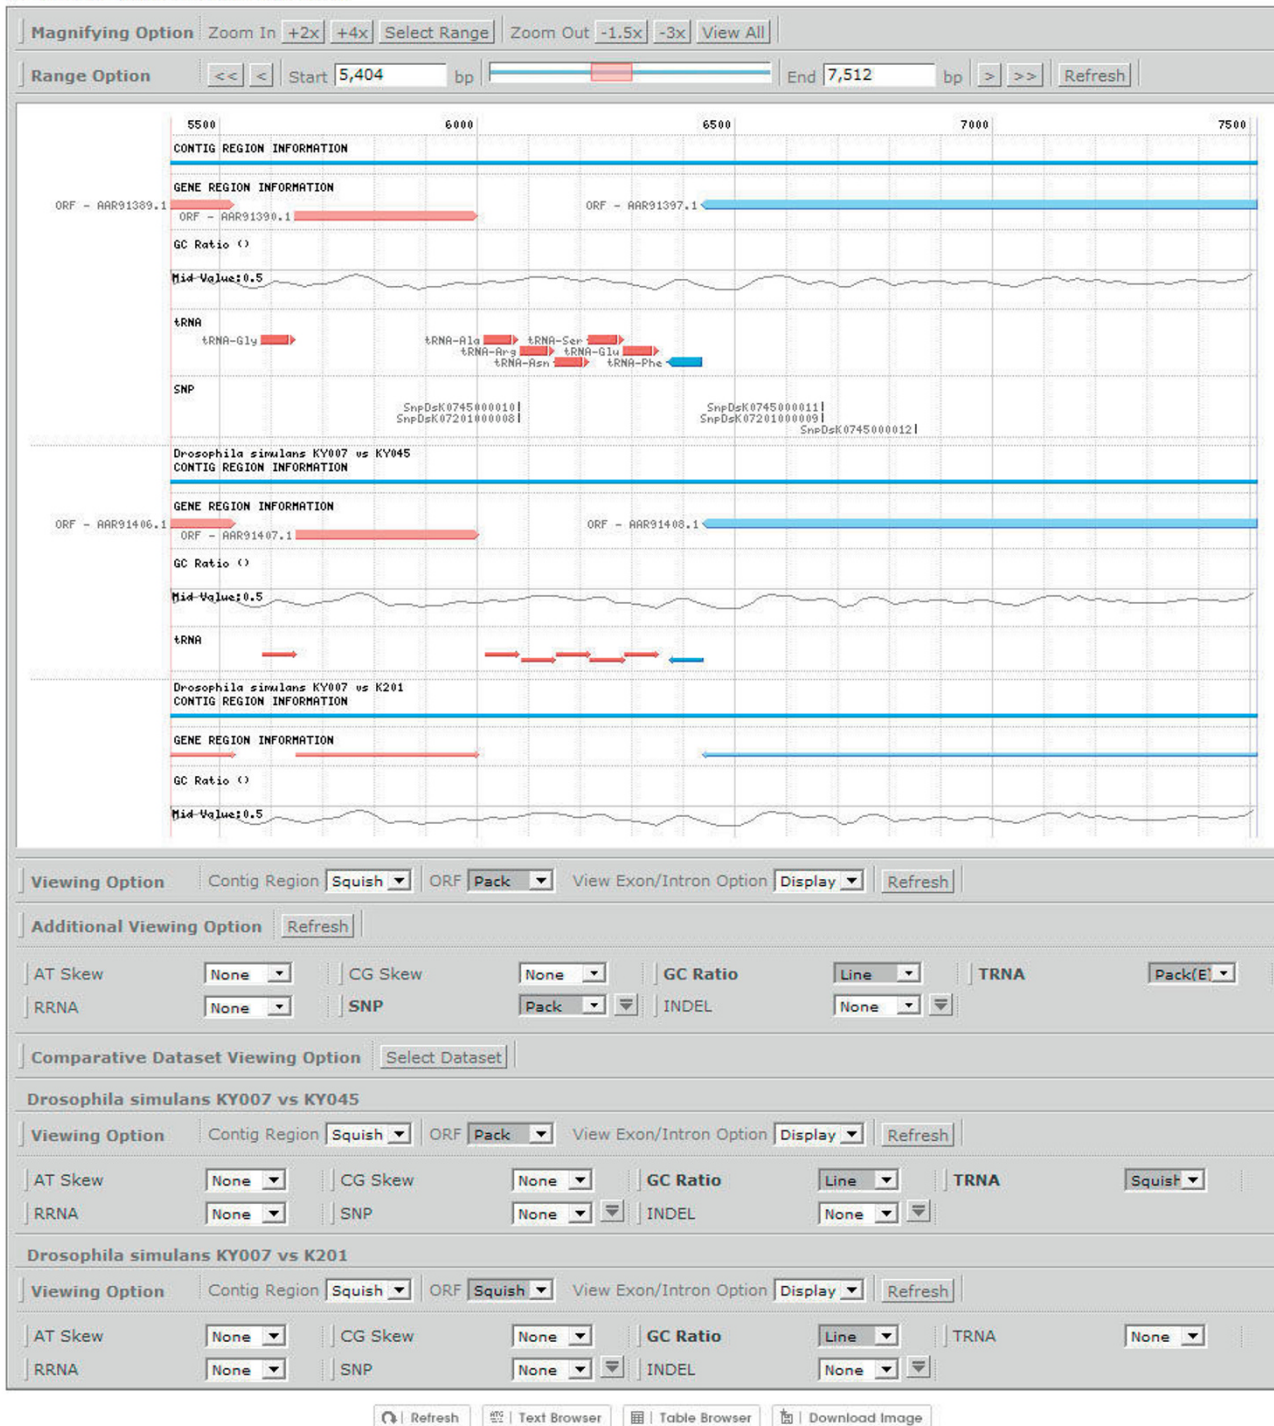 Magnifying Option Zoom In +2x +4x Select Range Zoom Out -1.5x -3x View All
Range Option << < Start 5,404 bp End 7,512 bp > >> Refresh
5500 6000 6500 7000 7500
CONTIG REGION INFORMATION
GENE REGION INFORMATION
ORF - AAR91389.1 ORF - AAR91397.1
ORF - AAR91390.1
GC Ratio ()
Mid Value:0.5
tRNA
tRNA-Gly tRNA-Ala tRNA-Ser
tRNA-Arg tRNA-Glu
tRNA-Asn tRNA-Phe
SNP
SnpDsK0745000010 SnpDsK0745000011
SnpDsK07201000008 SnpDsK07201000009
SnpDsK0745000012
Drosophila simulans KY007 vs KY045
CONTIG REGION INFORMATION
GENE REGION INFORMATION
ORF - AAR91406.1 ORF - AAR91408.1
ORF - AAR91407.1
GC Ratio ()
Mid Value:0.5
tRNA
Drosophila simulans KY007 vs K201
CONTIG REGION INFORMATION
GENE REGION INFORMATION
GC Ratio ()
Mid Value:0.5
Viewing Option Contig Region Squish ORF Pack View Exon/Intron Option Display Refresh
Additional Viewing Option Refresh
AT Skew None CG Skew None GC Ratio Line TRNA Pack(E)
RRNA None SNP Pack INDEL None
Comparative Dataset Viewing Option Select Dataset
Drosophila simulans KY007 vs KY045
Viewing Option Contig Region Squish ORF Pack View Exon/Intron Option Display Refresh
AT Skew None CG Skew None GC Ratio Line TRNA Squish
RRNA None SNP None INDEL None
Drosophila simulans KY007 vs K201
Viewing Option Contig Region Squish ORF Squish View Exon/Intron Option Display Refresh
AT Skew None CG Skew None GC Ratio Line TRNA None
RRNA None SNP None INDEL None
Refresh Text Browser Table Browser Download Image